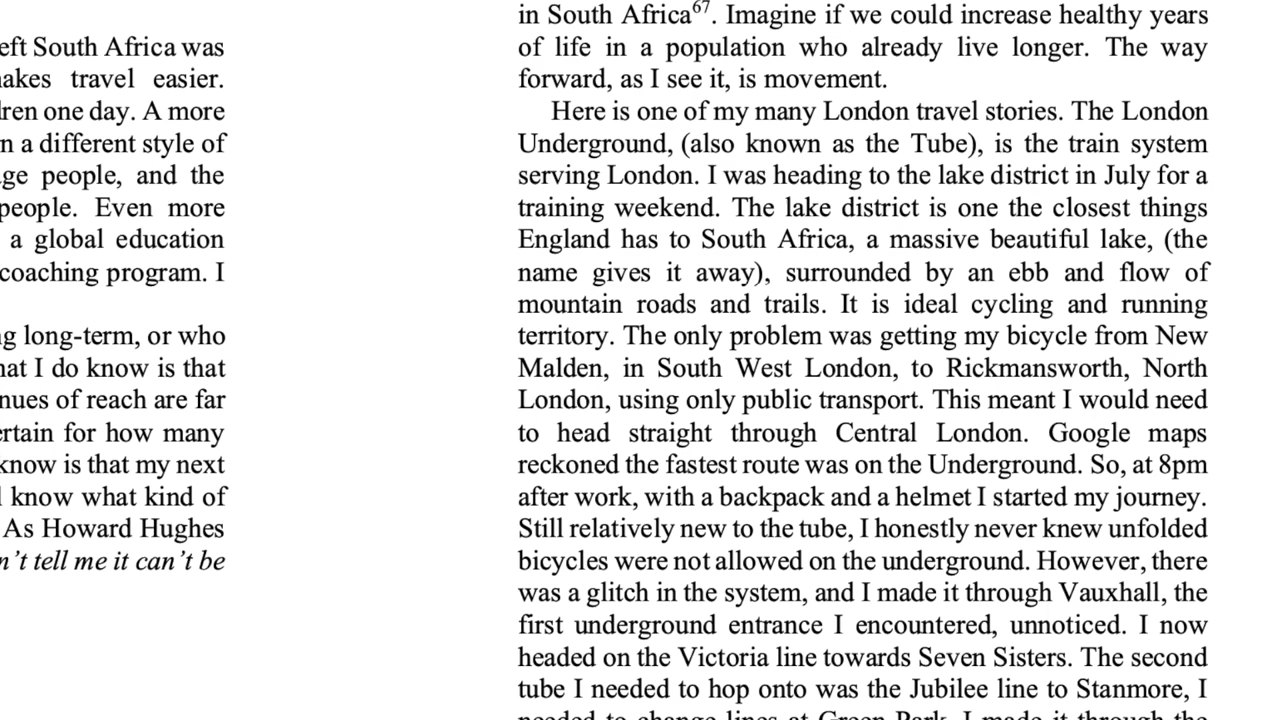 eft South Africa was
akes travel easier.
dren one day. A more
n a different style of
ge people, and the
people. Even more
a global education
coaching program. I
g long-term, or who
hat I do know is that
nues of reach are far
ertain for how many
know is that my next
l know what kind of
As Howard Hughes
n’t tell me it can’t be
in South Africa67. Imagine if we could increase healthy years
of life in a population who already live longer. The way
forward, as I see it, is movement.
Here is one of my many London travel stories. The London
Underground, (also known as the Tube), is the train system
serving London. I was heading to the lake district in July for a
training weekend. The lake district is one the closest things
England has to South Africa, a massive beautiful lake, (the
name gives it away), surrounded by an ebb and flow of
mountain roads and trails. It is ideal cycling and running
territory. The only problem was getting my bicycle from New
Malden, in South West London, to Rickmansworth, North
London, using only public transport. This meant I would need
to head straight through Central London. Google maps
reckoned the fastest route was on the Underground. So, at 8pm
after work, with a backpack and a helmet I started my journey.
Still relatively new to the tube, I honestly never knew unfolded
bicycles were not allowed on the underground. However, there
was a glitch in the system, and I made it through Vauxhall, the
first underground entrance I encountered, unnoticed. I now
headed on the Victoria line towards Seven Sisters. The second
tube I needed to hop onto was the Jubilee line to Stanmore, I
needed to change lines at Green Park. I made it through the